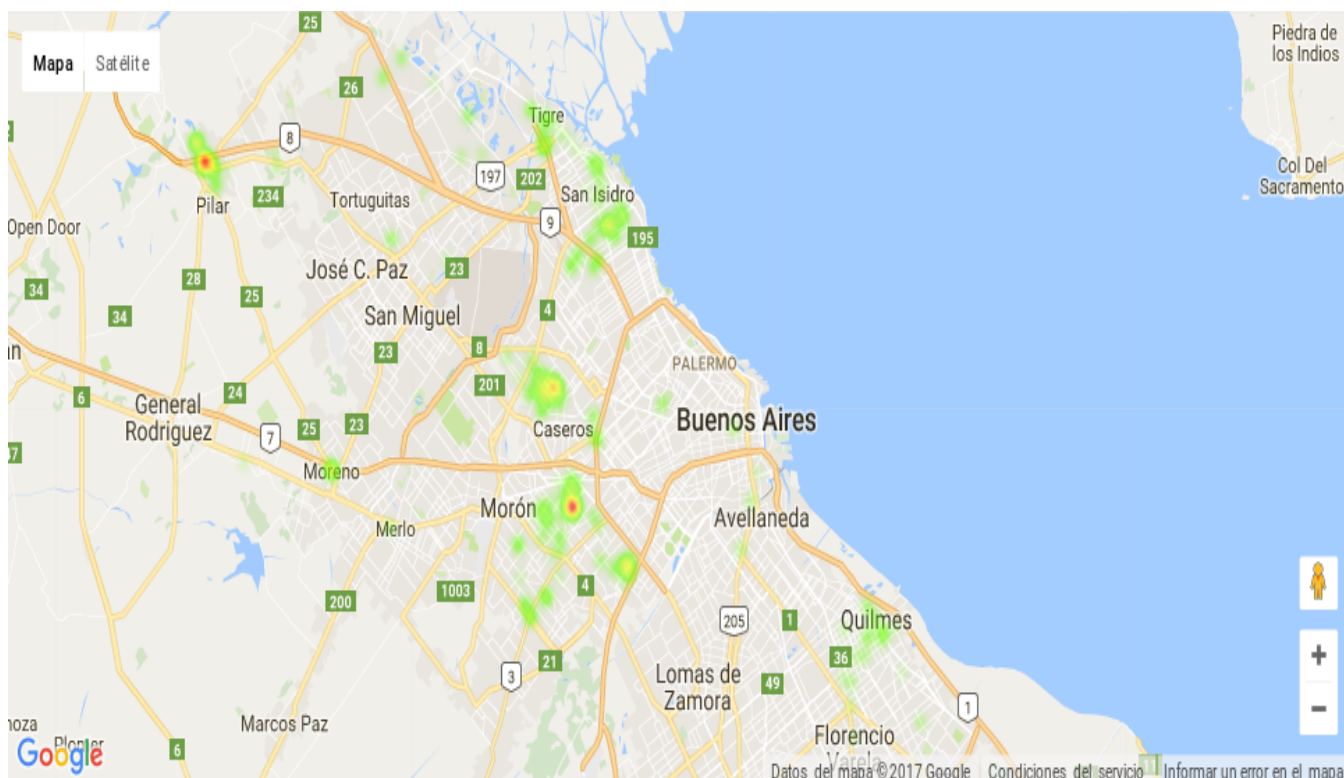 25
Piedra de
los Indios
Mapa
Satélite
26
Tigre
8
197
202
Col Del
Sacramento
234
Tortuguitas
San Isidro
Pilar
Open Door
9
195
José C. Paz
23
28
34
25
34
San Miguel
4
8
23
PALERMO
201
24
6
General
Rodriguez
25
23
7
Caseros
Buenos Aires
Moreno
Morón
Merlo
Avellaneda
4
1003
200
205
1
Quilmes
36
21
3
Lomas de
Zamora
49
1
Marcos Paz
6
Florencio
Varela
Google
Datos del mapa ©2017 Google
Condiciones del servicio
Informar un error en el mapa